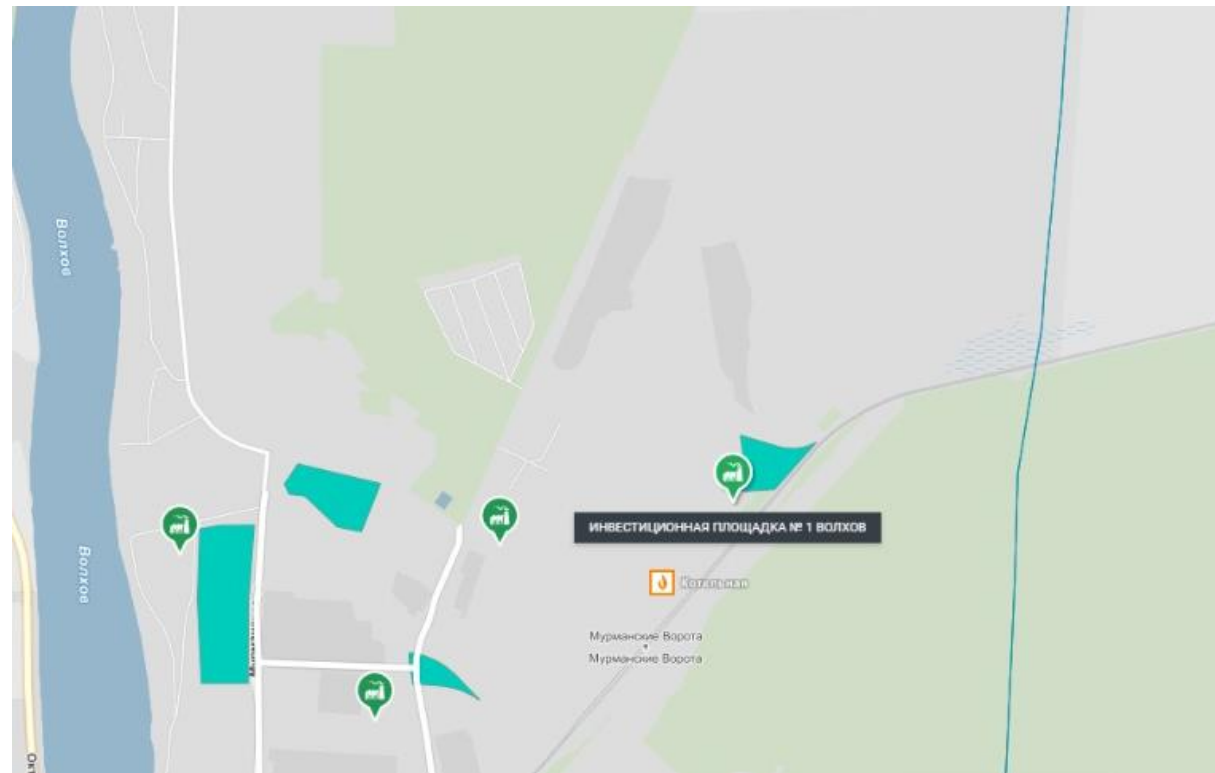 Волхов
ИНВЕСТИЦИОННАЯ ПЛОЩАДКА № 1 ВОЛХОВ
Волхов
Котельная
Мурманские Ворота
Мурманские Ворота